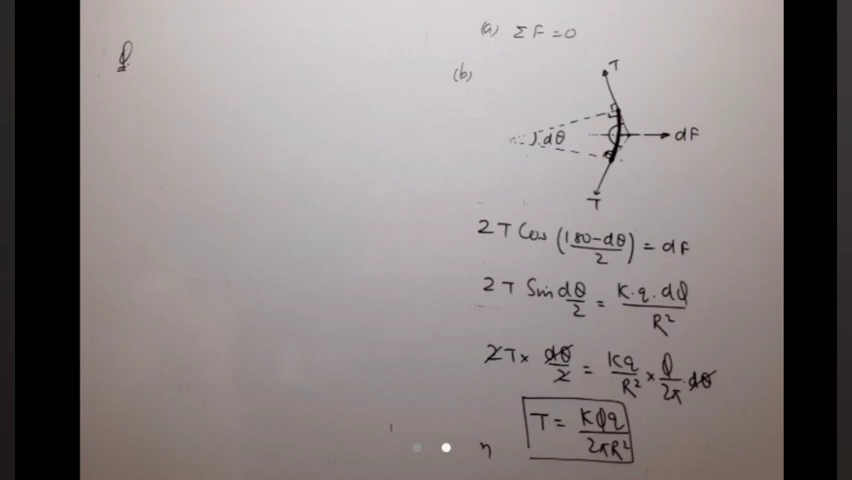 Q
(a) ΣF = 0
(b)
T
dθ
dF
T
2T Cos (180-dθ/2) = dF
2T Sin dθ/2 = K.q.dQ/R²
2T × dθ/2 = Kq/R² × Q/2π .dθ
T = KQq/2πR²